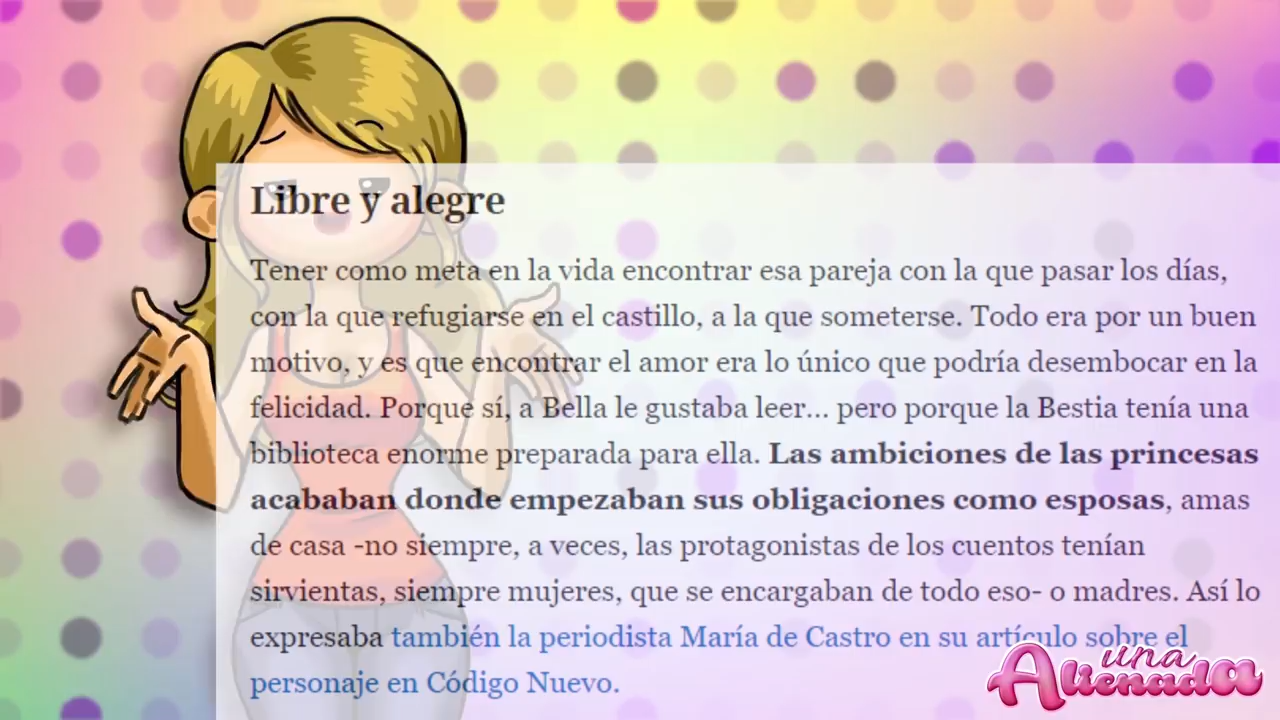 Libre y alegre
Tener como meta en la vida encontrar esa pareja con la que pasar los días,
con la que refugiarse en el castillo, a la que someterse. Todo era por un buen
motivo, y es que encontrar el amor era lo único que podría desembocar en la
felicidad. Porque sí, a Bella le gustaba leer... pero porque la Bestia tenía una
biblioteca enorme preparada para ella. Las ambiciones de las princesas
acababan donde empezaban sus obligaciones como esposas, amas
de casa -no siempre, a veces, las protagonistas de los cuentos tenían
sirvientas, siempre mujeres, que se encargaban de todo eso- o madres. Así lo
expresaba también la periodista María de Castro en su artículo sobre el
personaje en Código Nuevo.
una
Alienada